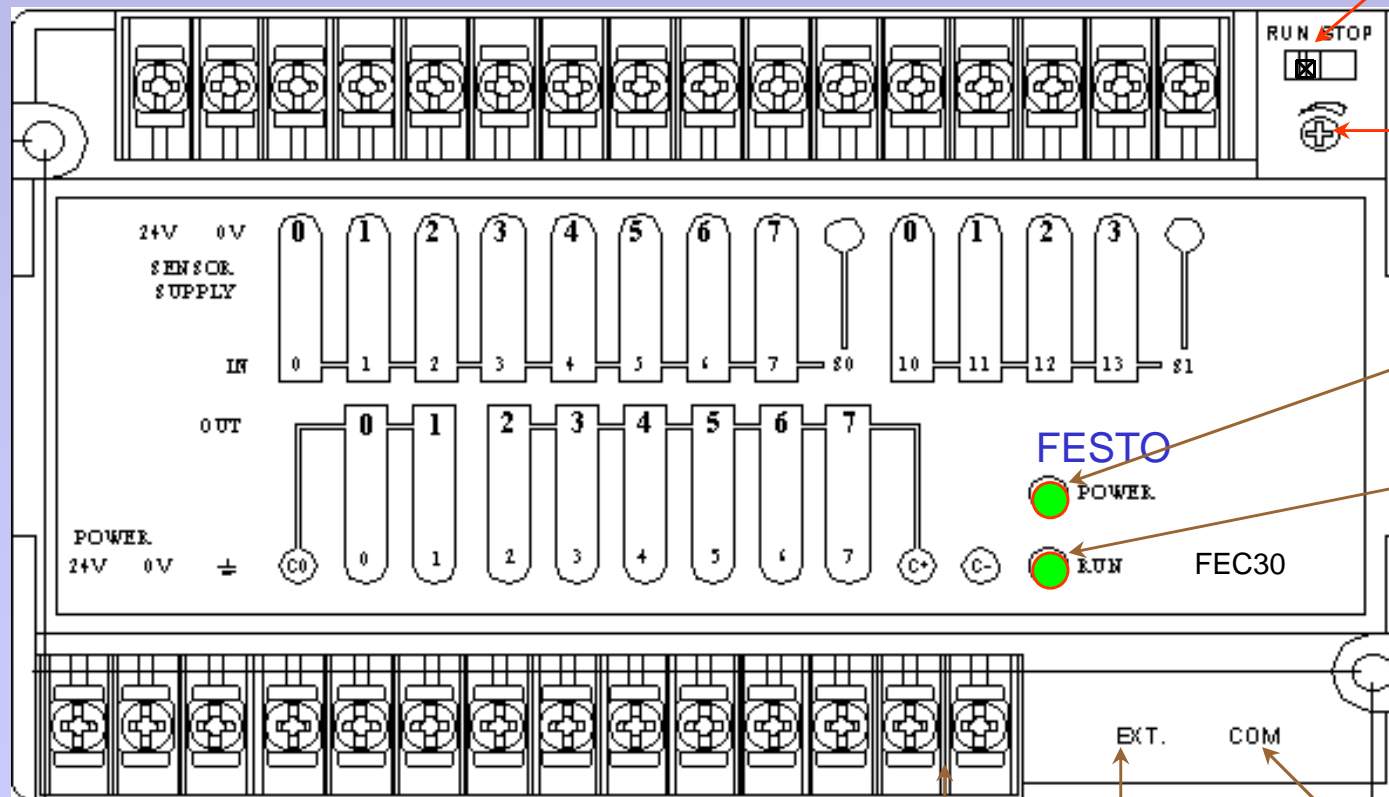 RUN STOP
24V 0V 0 1 2 3 4 5 6 7 0 1 2 3
SENSOR
SUPPLY
IN 0 1 2 3 4 5 6 7 S0 10 11 12 13 S1
OUT 0 1 2 3 4 5 6 7
FESTO
POWER
POWER
24V 0V C0 0 1 2 3 4 5 6 7 C+ C- RUN FEC30
EXT. COM